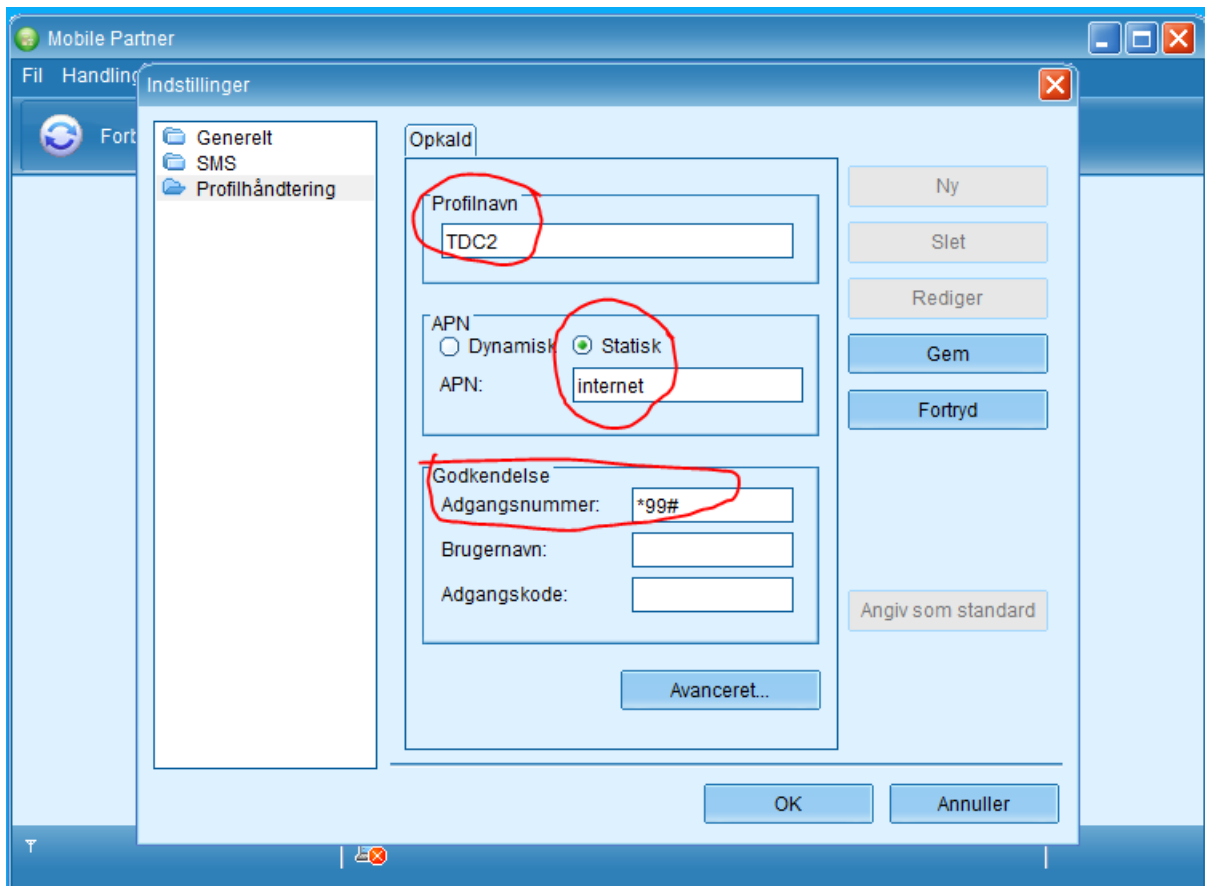 Mobile Partner
Fil Handling
Indstillinger
Fort
Generelt
SMS
Profilhåndtering
Opkald
Profilnavn
TDC2
APN
Dynamisk Statisk
APN: internet
Godkendelse
Adgangsnummer: *99#
Brugernavn:
Adgangskode:
Avanceret...
Ny
Slet
Rediger
Gem
Fortryd
Angiv som standard
OK Annuller